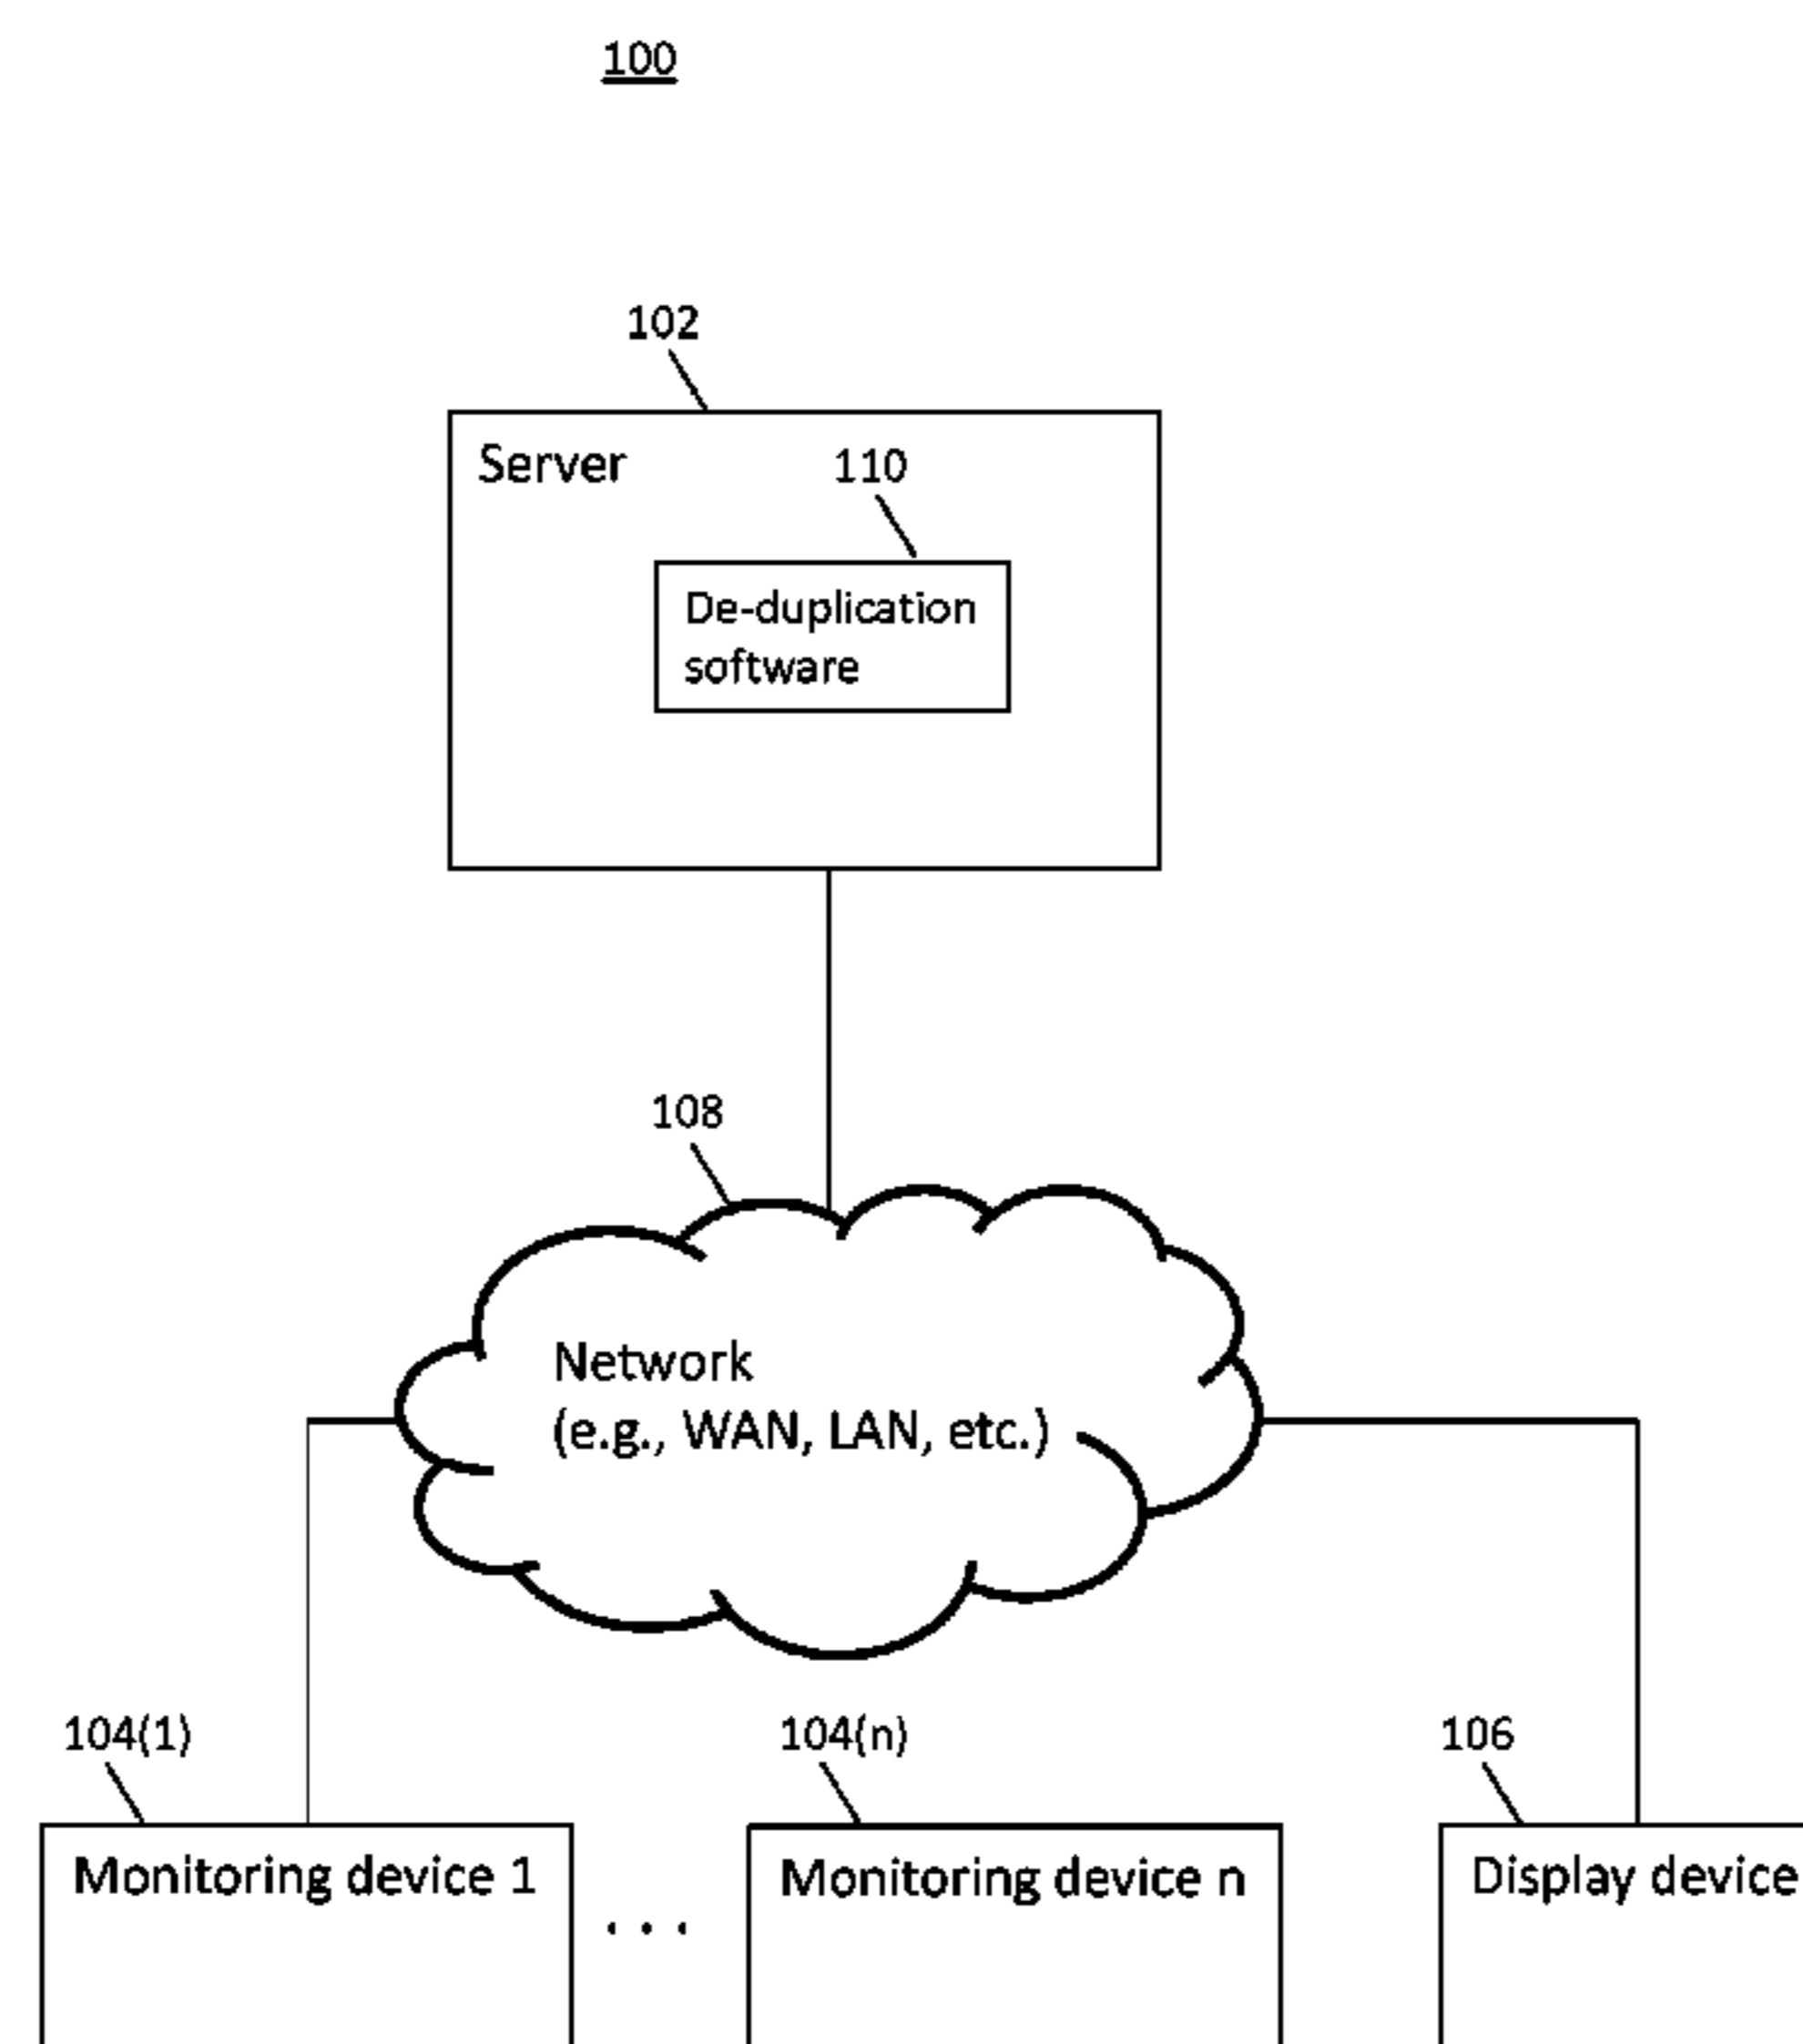 100
102
Server
110
De-duplication
software
108
Network
(e.g., WAN, LAN, etc.)
104(1)
104(n)
106
Monitoring device 1
. . .
Monitoring device n
Display device